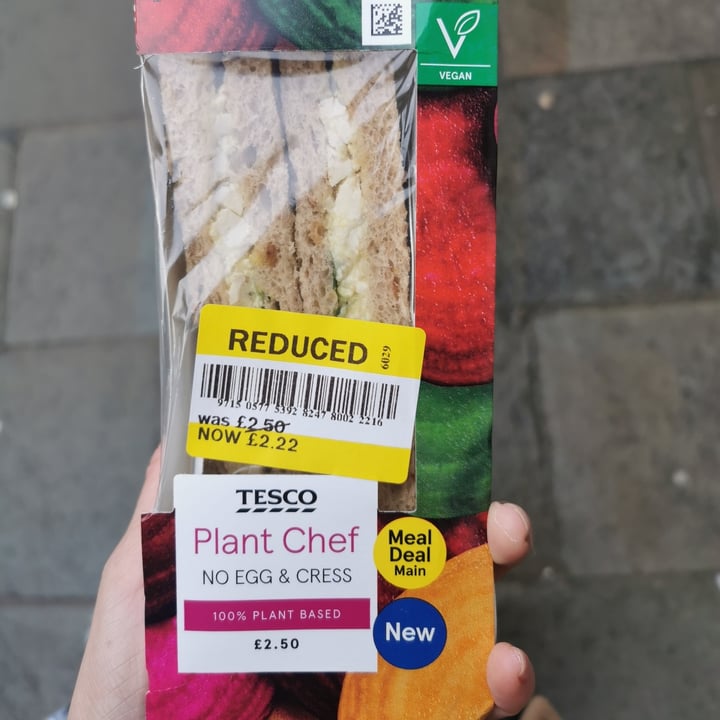 VEGAN
REDUCED
6029
9715 0577 5392 8247 8002 2216
was £2.50
NOW £2.22
TESCO
Plant Chef
NO EGG & CRESS
100% PLANT BASED
£2.50
Meal
Deal
Main
New